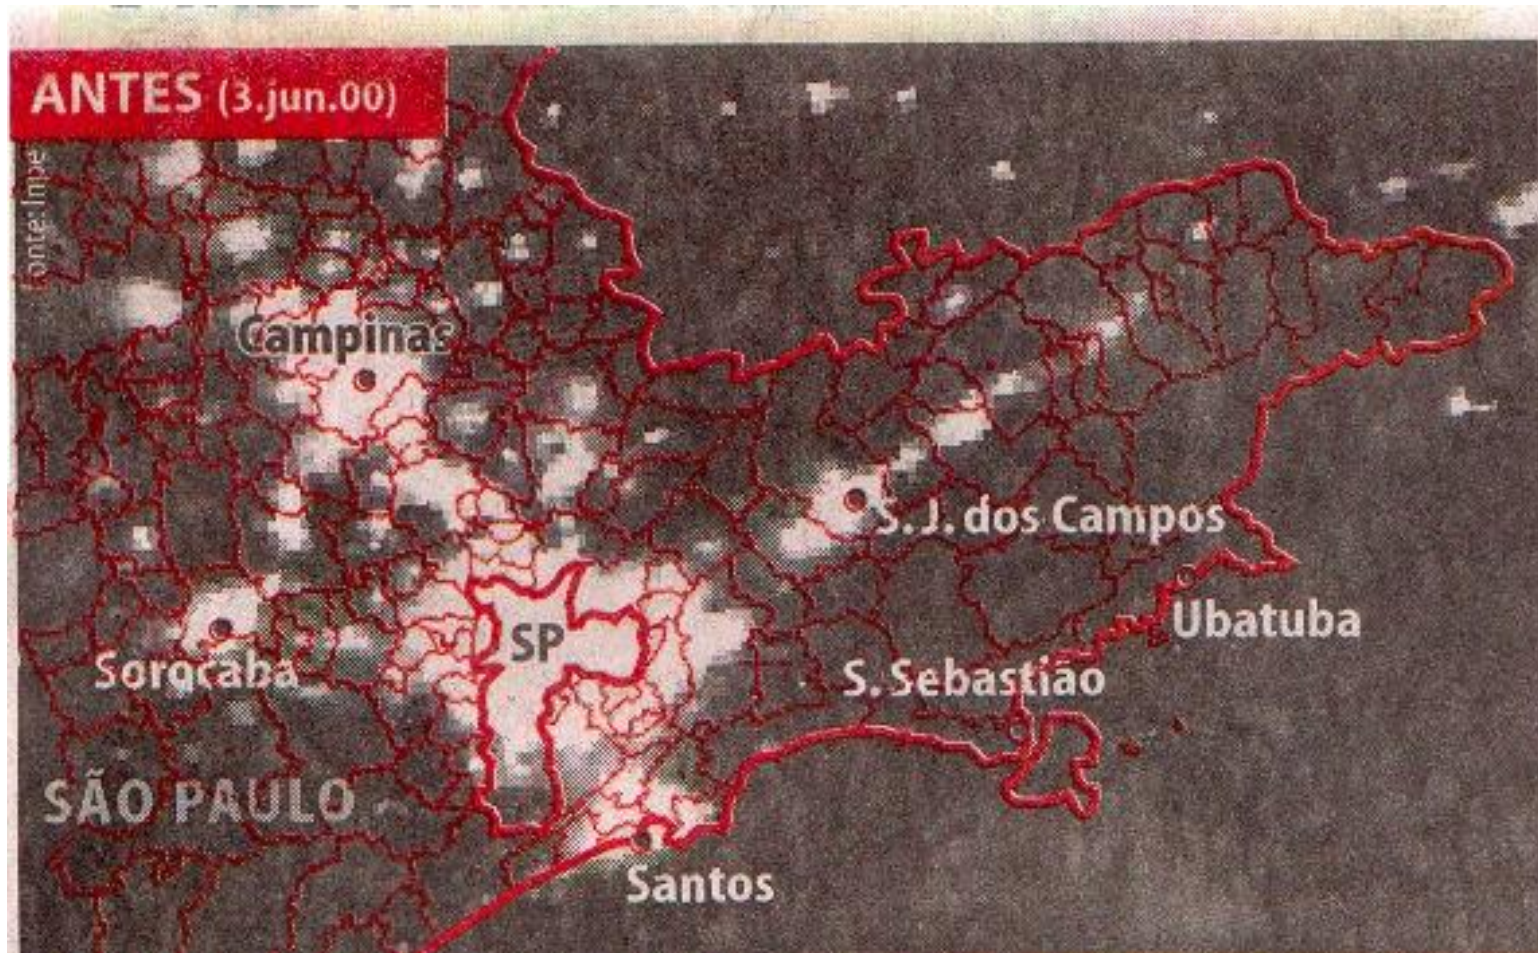 ANTES (3.jun.00)
Fonte: Inpe
Campinas
S. J. dos Campos
Ubatuba
SP
Sorocaba
S. Sebastião
SÃO PAULO
Santos